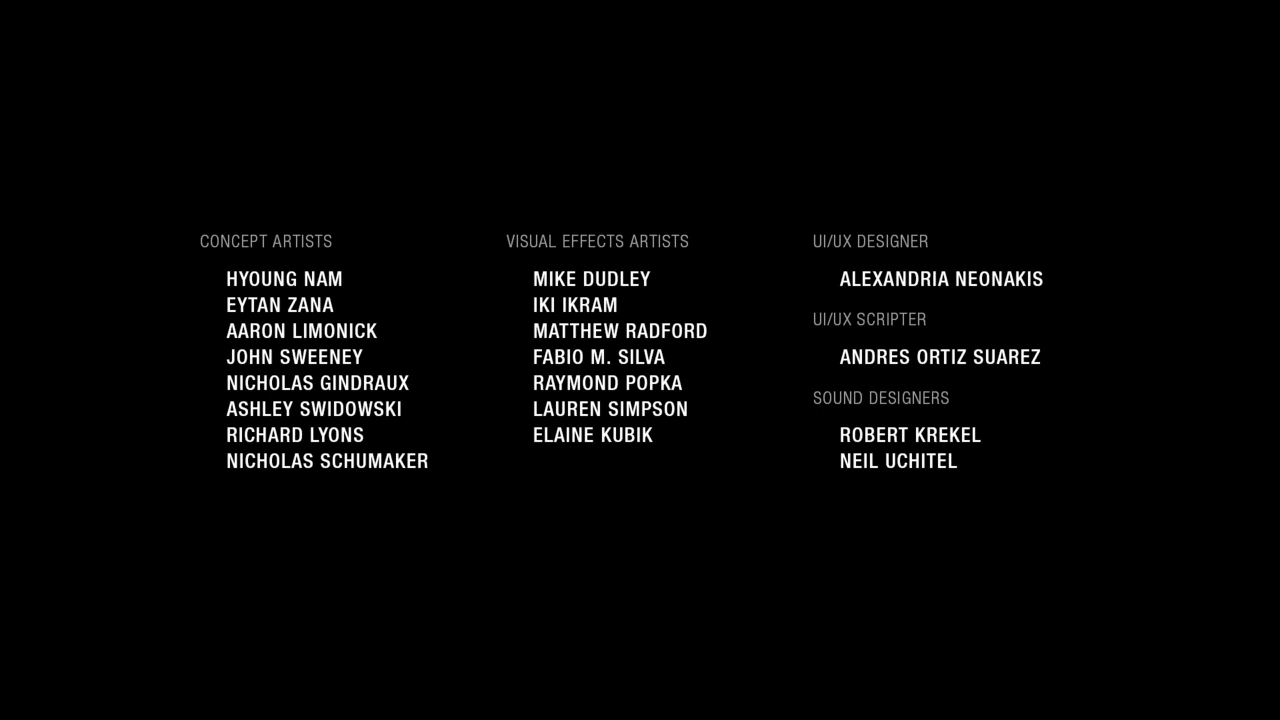 CONCEPT ARTISTS
HYOUNG NAM
EYTAN ZANA
AARON LIMONICK
JOHN SWEENEY
NICHOLAS GINDRAUX
ASHLEY SWIDOWSKI
RICHARD LYONS
NICHOLAS SCHUMAKER
VISUAL EFFECTS ARTISTS
MIKE DUDLEY
IKI IKRAM
MATTHEW RADFORD
FABIO M. SILVA
RAYMOND POPKA
LAUREN SIMPSON
ELAINE KUBIK
UI/UX DESIGNER
ALEXANDRIA NEONAKIS
UI/UX SCRIPTER
ANDRES ORTIZ SUAREZ
SOUND DESIGNERS
ROBERT KREKEL
NEIL UCHITEL